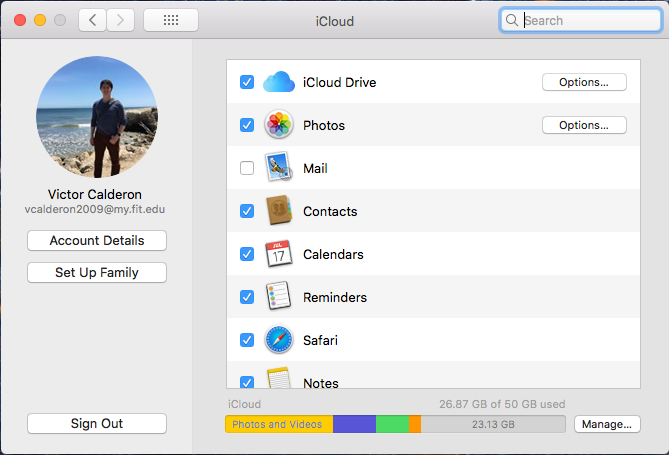 iCloud
Search
Victor Calderon
vcalderon2009@my.fit.edu
Account Details
Set Up Family
Sign Out
iCloud Drive
Options...
Photos
Options...
Mail
Contacts
JUL
17
Calendars
Reminders
Safari
Notes
iCloud
26.87 GB of 50 GB used
Photos and Videos
23.13 GB
Manage...